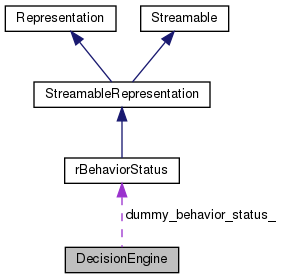 Representation
Streamable
StreamableRepresentation
rBehaviorStatus
dummy_behavior_status_
DecisionEngine